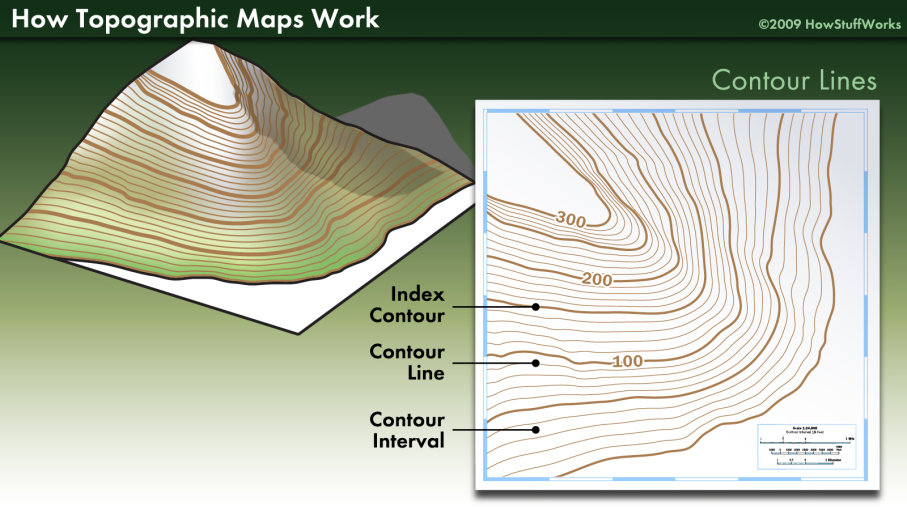 How Topographic Maps Work
©2009 HowStuffWorks
Contour Lines
300
200
Index
Contour
Contour
Line
100
Contour
Interval